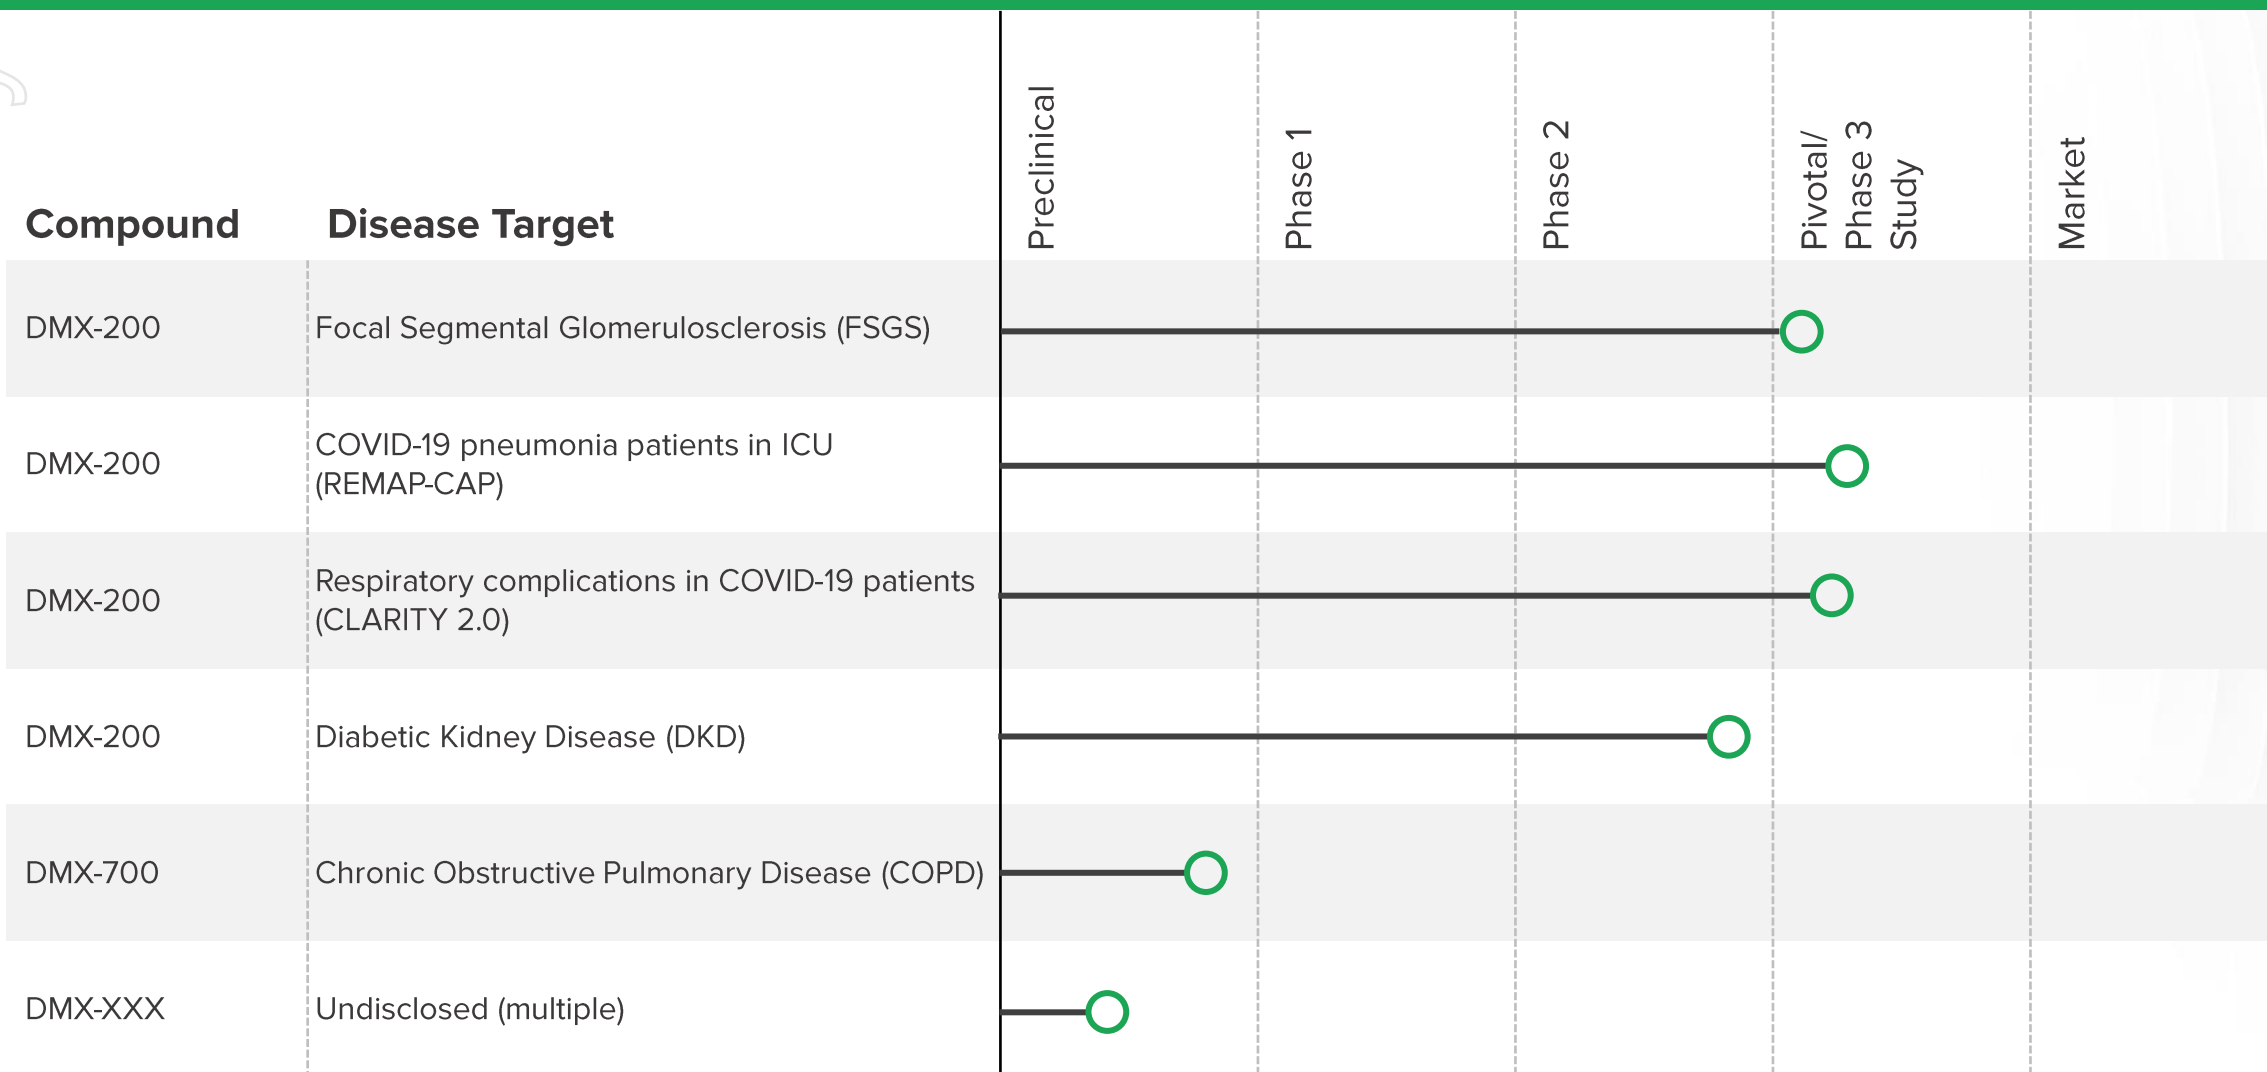 Compound
Disease Target
Preclinical
Phase 1
Phase 2
Pivotal/
Phase 3
Study
Market
DMX-200
Focal Segmental Glomerulosclerosis (FSGS)
DMX-200
COVID-19 pneumonia patients in ICU
(REMAP-CAP)
DMX-200
Respiratory complications in COVID-19 patients
(CLARITY 2.0)
DMX-200
Diabetic Kidney Disease (DKD)
DMX-700
Chronic Obstructive Pulmonary Disease (COPD)
DMX-XXX
Undisclosed (multiple)